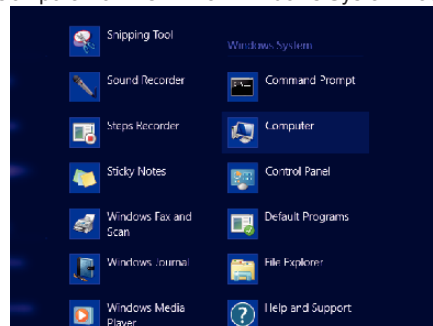 Snipping Tool
Sound Recorder
Steps Recorder
Sticky Notes
Windows Fax and
Scan
Windows Journal
Windows Media
Player
Windows System
Command Prompt
Computer
Control Panel
Default Programs
File Explorer
Help and Support